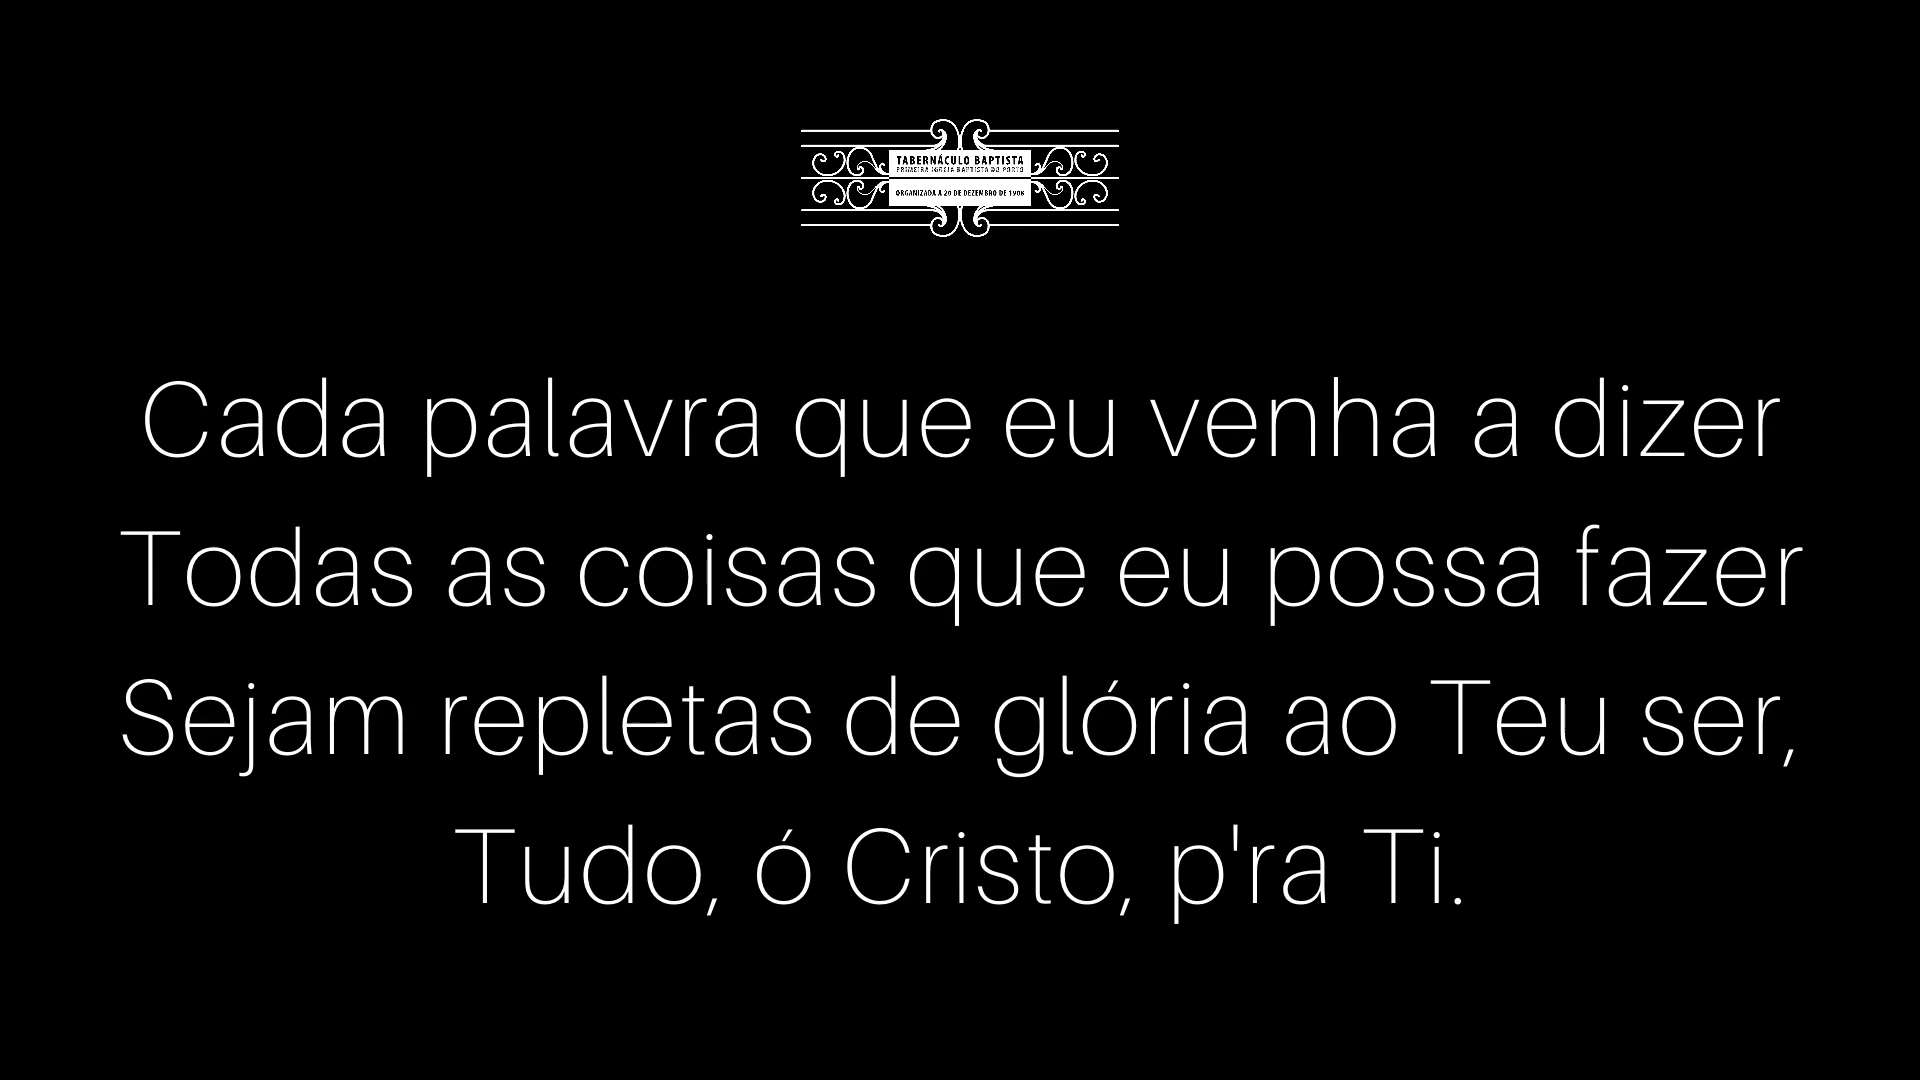 TABERNÁCULO BAPTISTA
PRIMEIRA IGREJA BAPTISTA DO PORTO
ORGANIZADA A 20 DE DEZEMBRO DE 1908
Cada palavra que eu venha a dizer
Todas as coisas que eu possa fazer
Sejam repletas de glória ao Teu ser,
Tudo, ó Cristo, p'ra Ti.